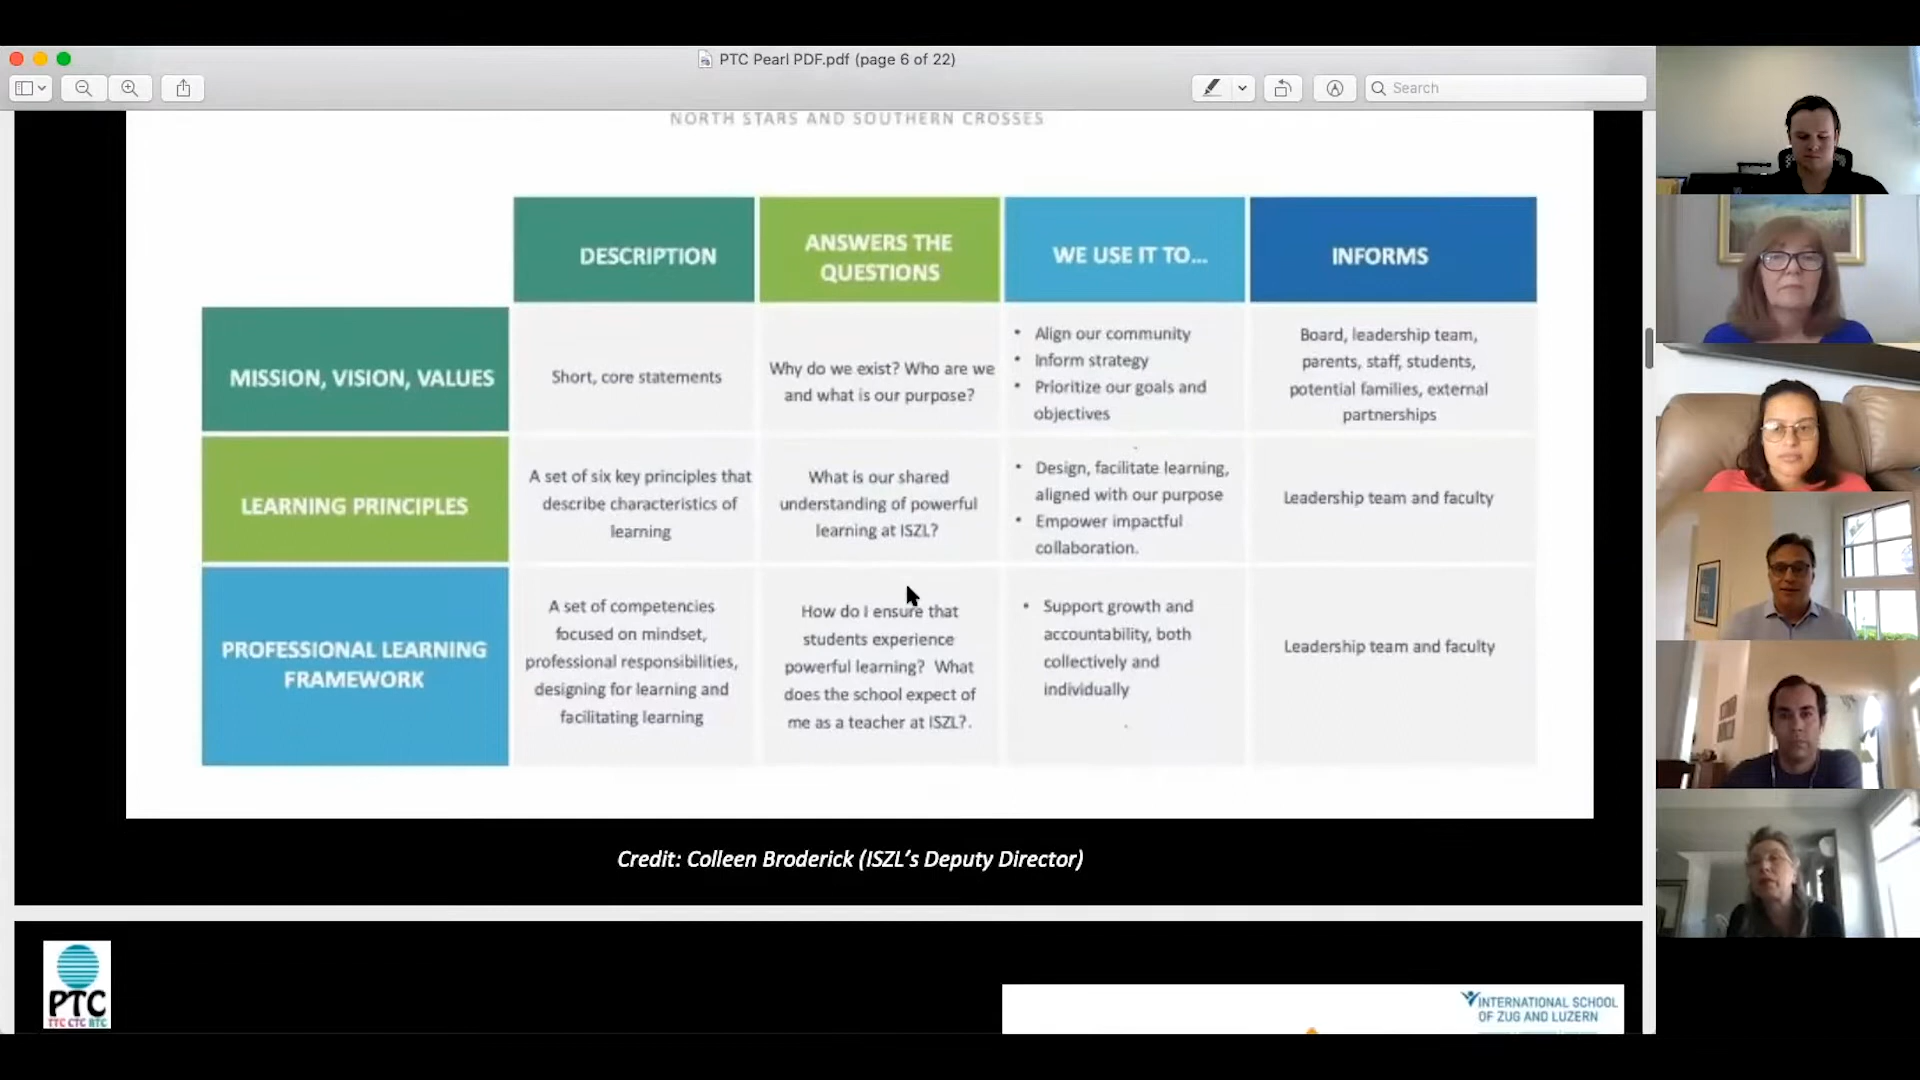 PTC Pearl PDF.pdf (page 6 of 22)
Search
NORTH STARS AND SOUTHERN CROSSES
DESCRIPTION
ANSWERS THE
QUESTIONS
WE USE IT TO...
INFORMS
MISSION, VISION, VALUES
Short, core statements
Why do we exist? Who are we
and what is our purpose?
• Align our community
• Inform strategy
• Prioritize our goals and
objectives
Board, leadership team,
parents, staff, students,
potential families, external
partnerships
LEARNING PRINCIPLES
A set of six key principles that
describe characteristics of
learning
What is our shared
understanding of powerful
learning at ISZL?
• Design, facilitate learning,
aligned with our purpose
• Empower impactful
collaboration.
Leadership team and faculty
PROFESSIONAL LEARNING
FRAMEWORK
A set of competencies
focused on mindset,
professional responsibilities,
designing for learning and
facilitating learning
How do I ensure that
students experience
powerful learning? What
does the school expect of
me as a teacher at ISZL?.
• Support growth and
accountability, both
collectively and
individually
Leadership team and faculty
Credit: Colleen Broderick (ISZL's Deputy Director)
PTC
TTC CTC BTC
INTERNATIONAL SCHOOL
OF ZUG AND LUZERN